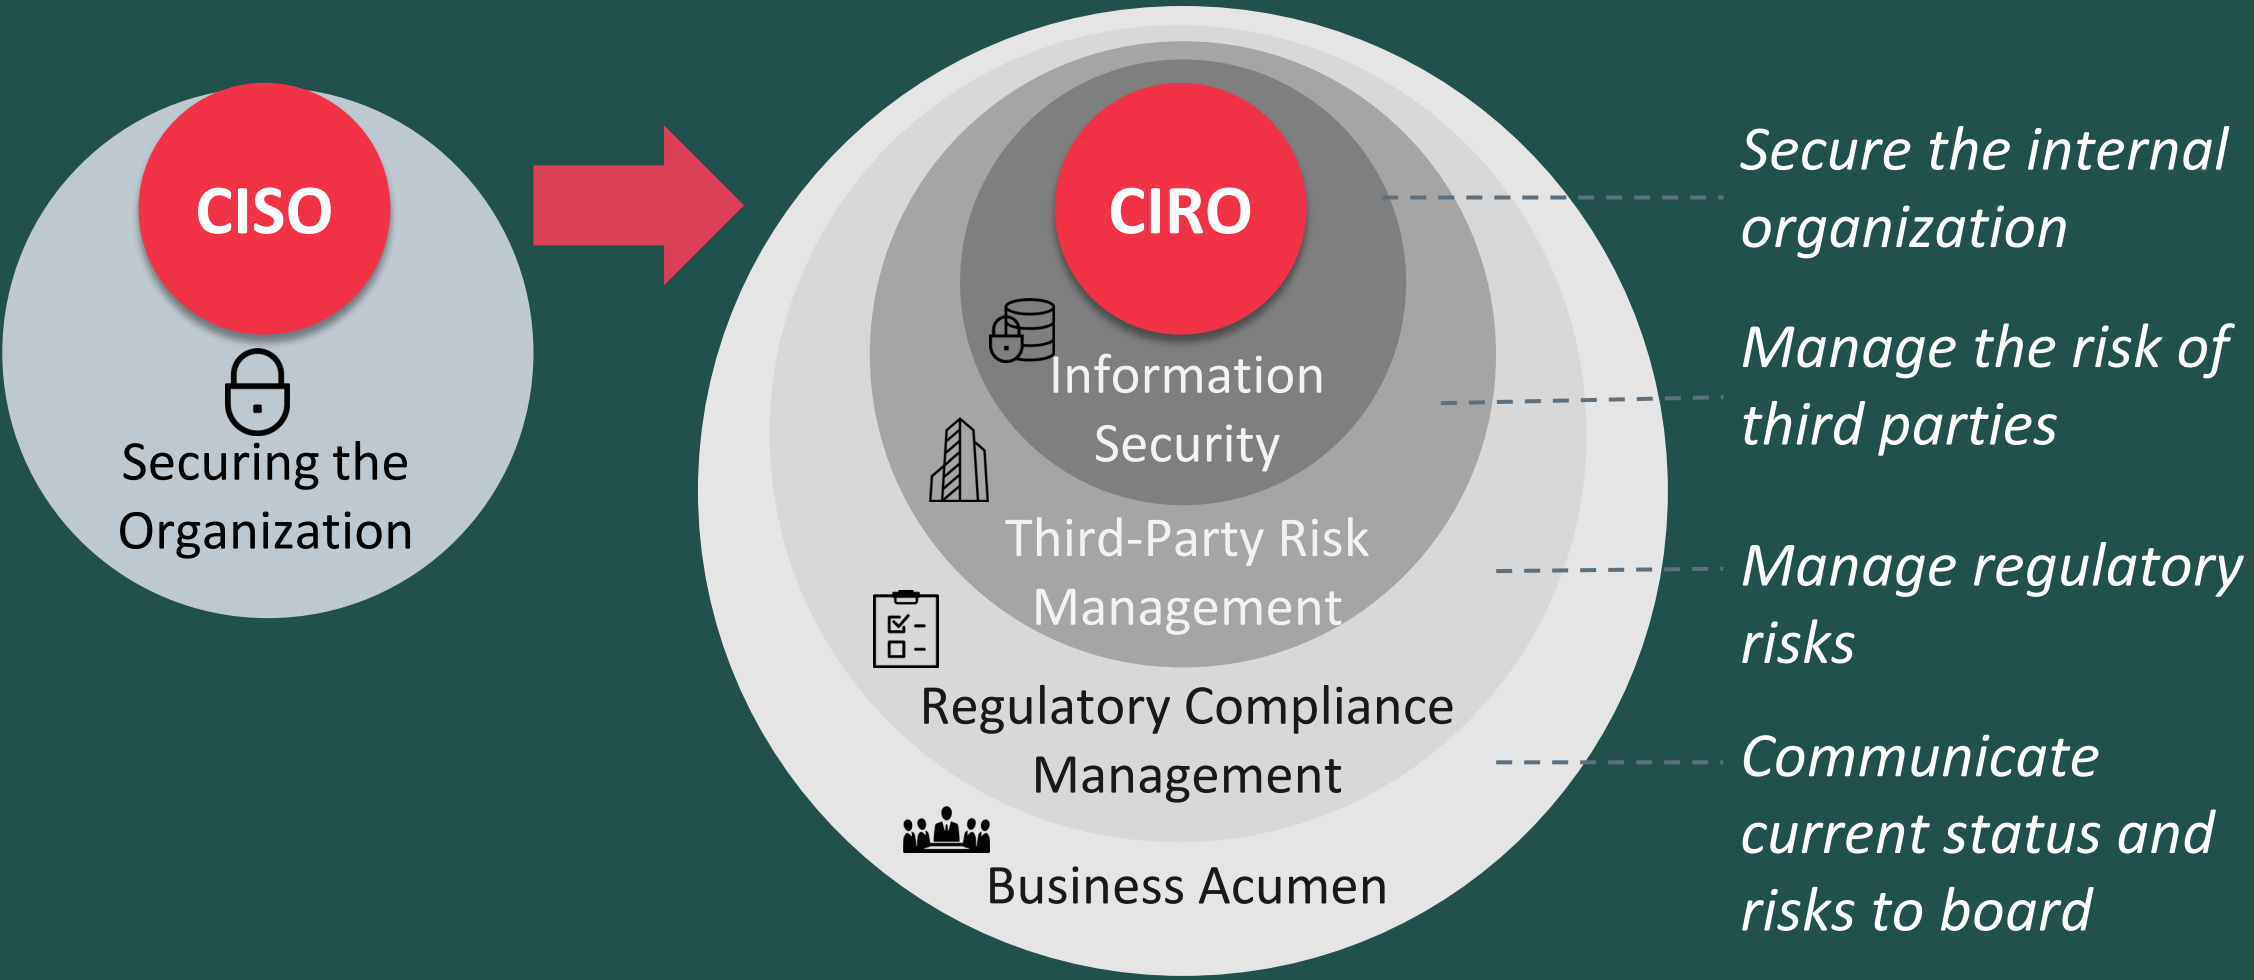 CISO
Securing the
Organization
CIRO
Information
Security
Third-Party Risk
Management
Regulatory Compliance
Management
Business Acumen
Secure the internal
organization
Manage the risk of
third parties
Manage regulatory
risks
Communicate
current status and
risks to board